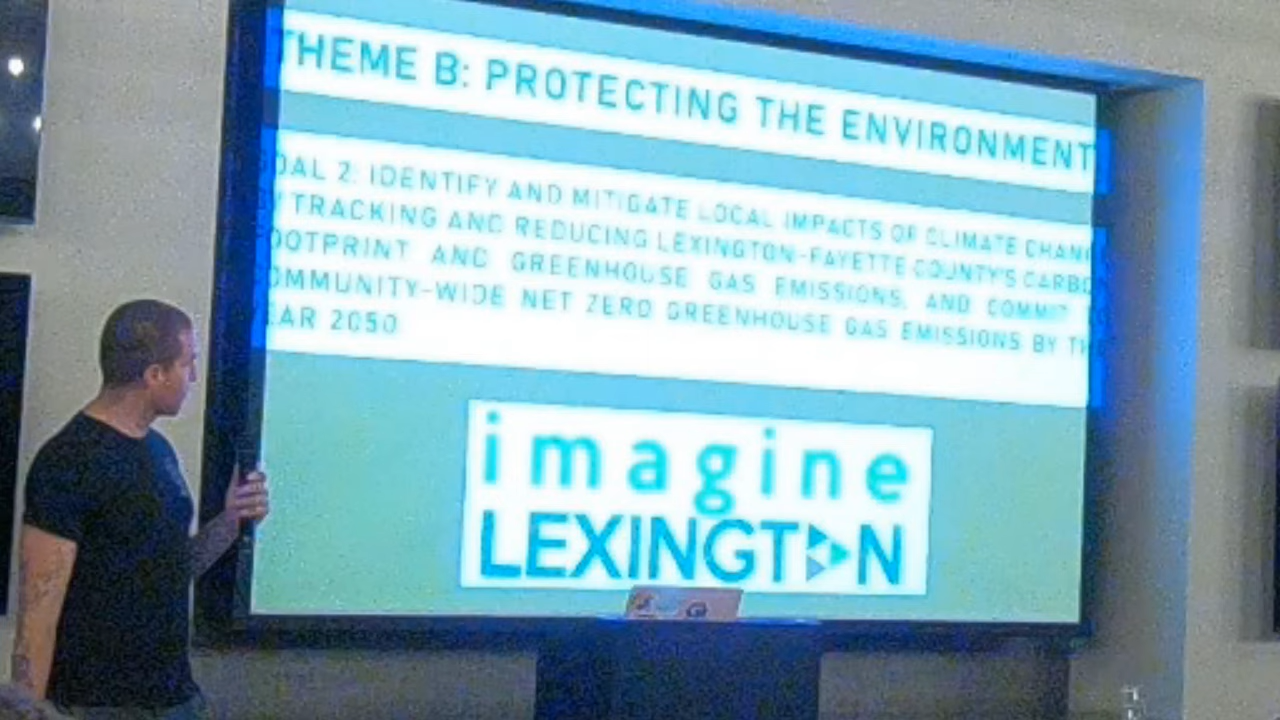 THEME B: PROTECTING THE ENVIRONMENT
OAL 2: IDENTIFY AND MITIGATE LOCAL IMPACTS OF CLIMATE CHAN
TRACKING AND REDUCING LEXINGTON-FAYETTE COUNTY'S CARBO
OOTPRINT AND GREENHOUSE GAS EMISSIONS, AND COMMIT
OMMUNITY-WIDE NET ZERO GREENHOUSE GAS EMISSIONS BY TH
EAR 2050
imagine
LEXINGTON